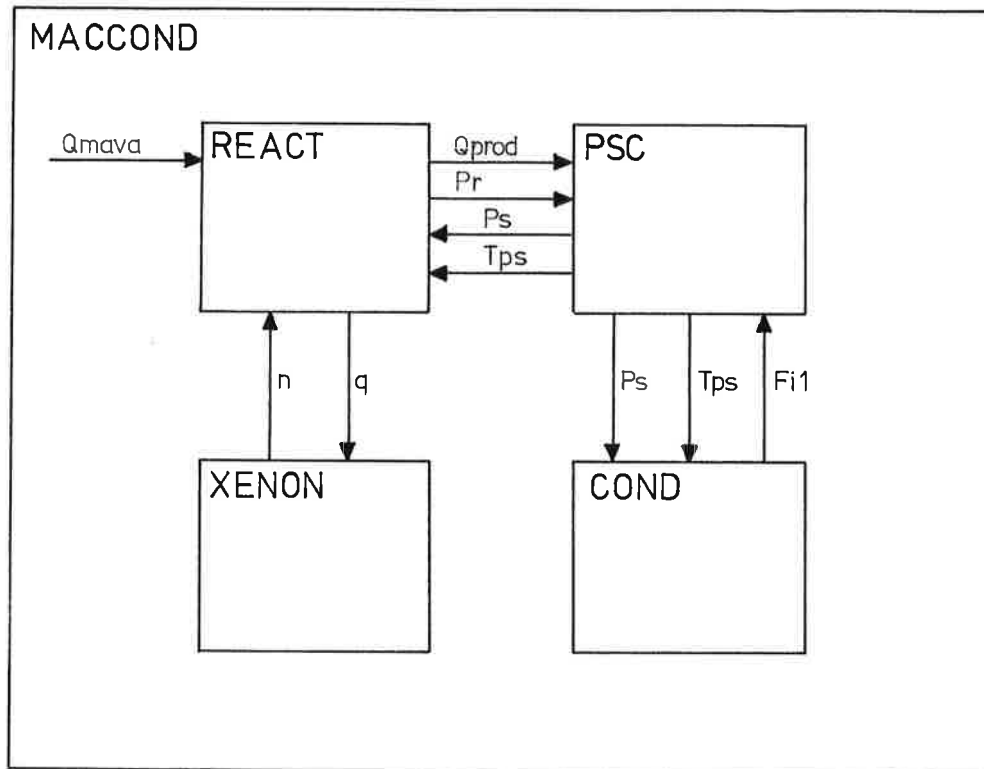 MACCOND
Qmava
REACT
Qprod
Pr
Ps
Tps
PSC
n
q
Ps
Tps
Fi1
XENON
COND